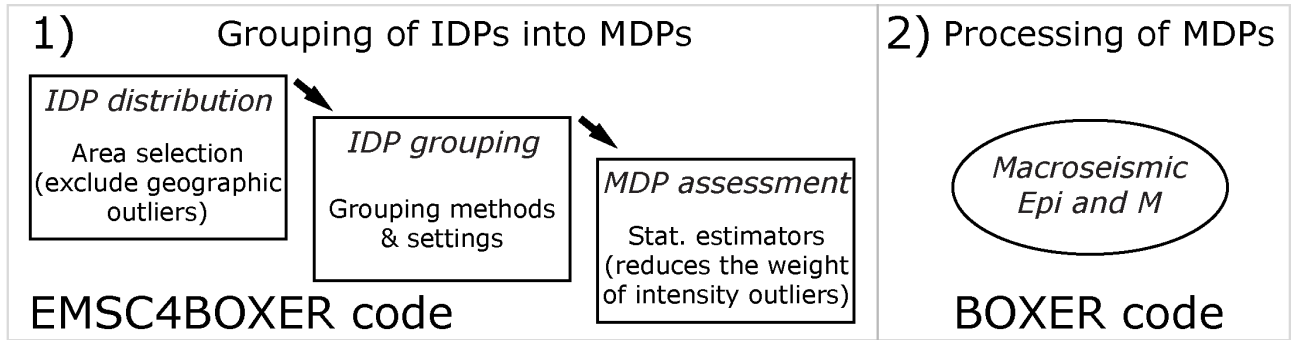 1) Grouping of IDPs into MDPs
IDP distribution
Area selection
(exclude geographic
outliers)
IDP grouping
Grouping methods
& settings
MDP assessment
Stat. estimators
(reduces the weight
of intensity outliers)
EMSC4BOXER code
2) Processing of MDPs
Macroseismic
Epi and M
BOXER code